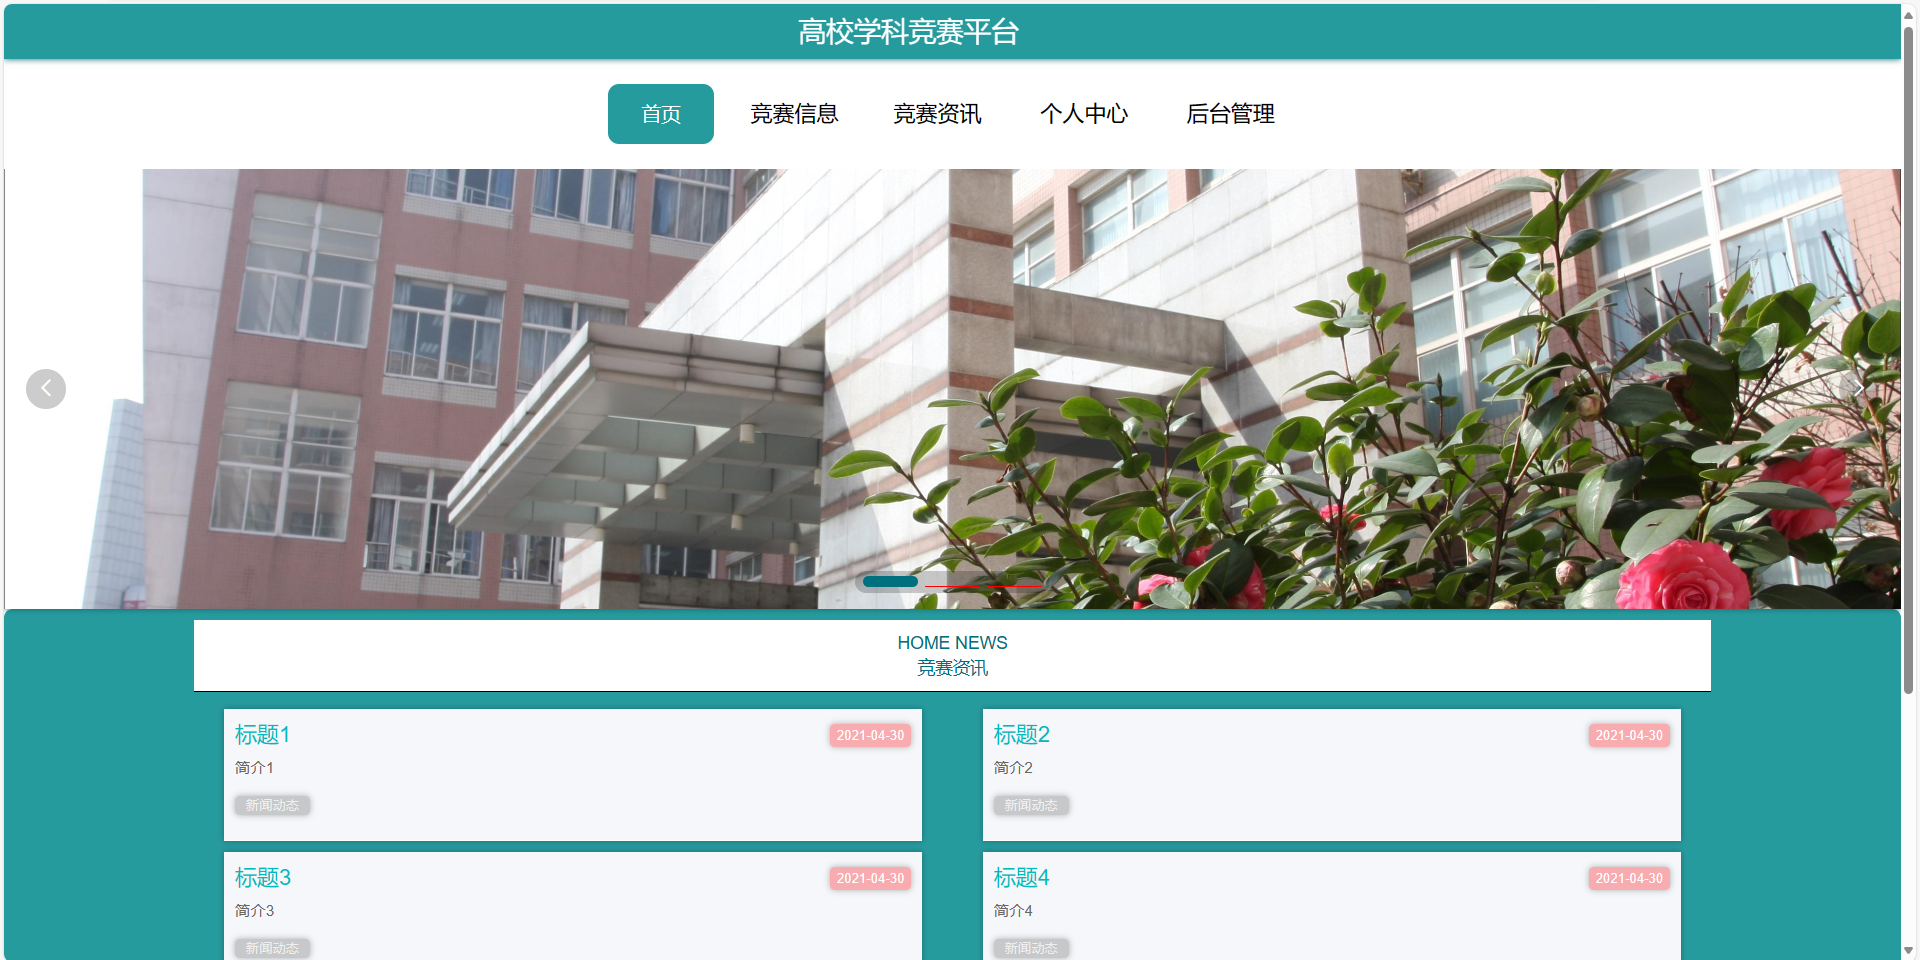 高校学科竞赛平台
首页 竞赛信息 竞赛资讯 个人中心 后台管理
HOME NEWS
竞赛资讯
标题1 2021-04-30
简介1
新闻动态
标题2 2021-04-30
简介2
新闻动态
标题3 2021-04-30
简介3
新闻动态
标题4 2021-04-30
简介4
新闻动态